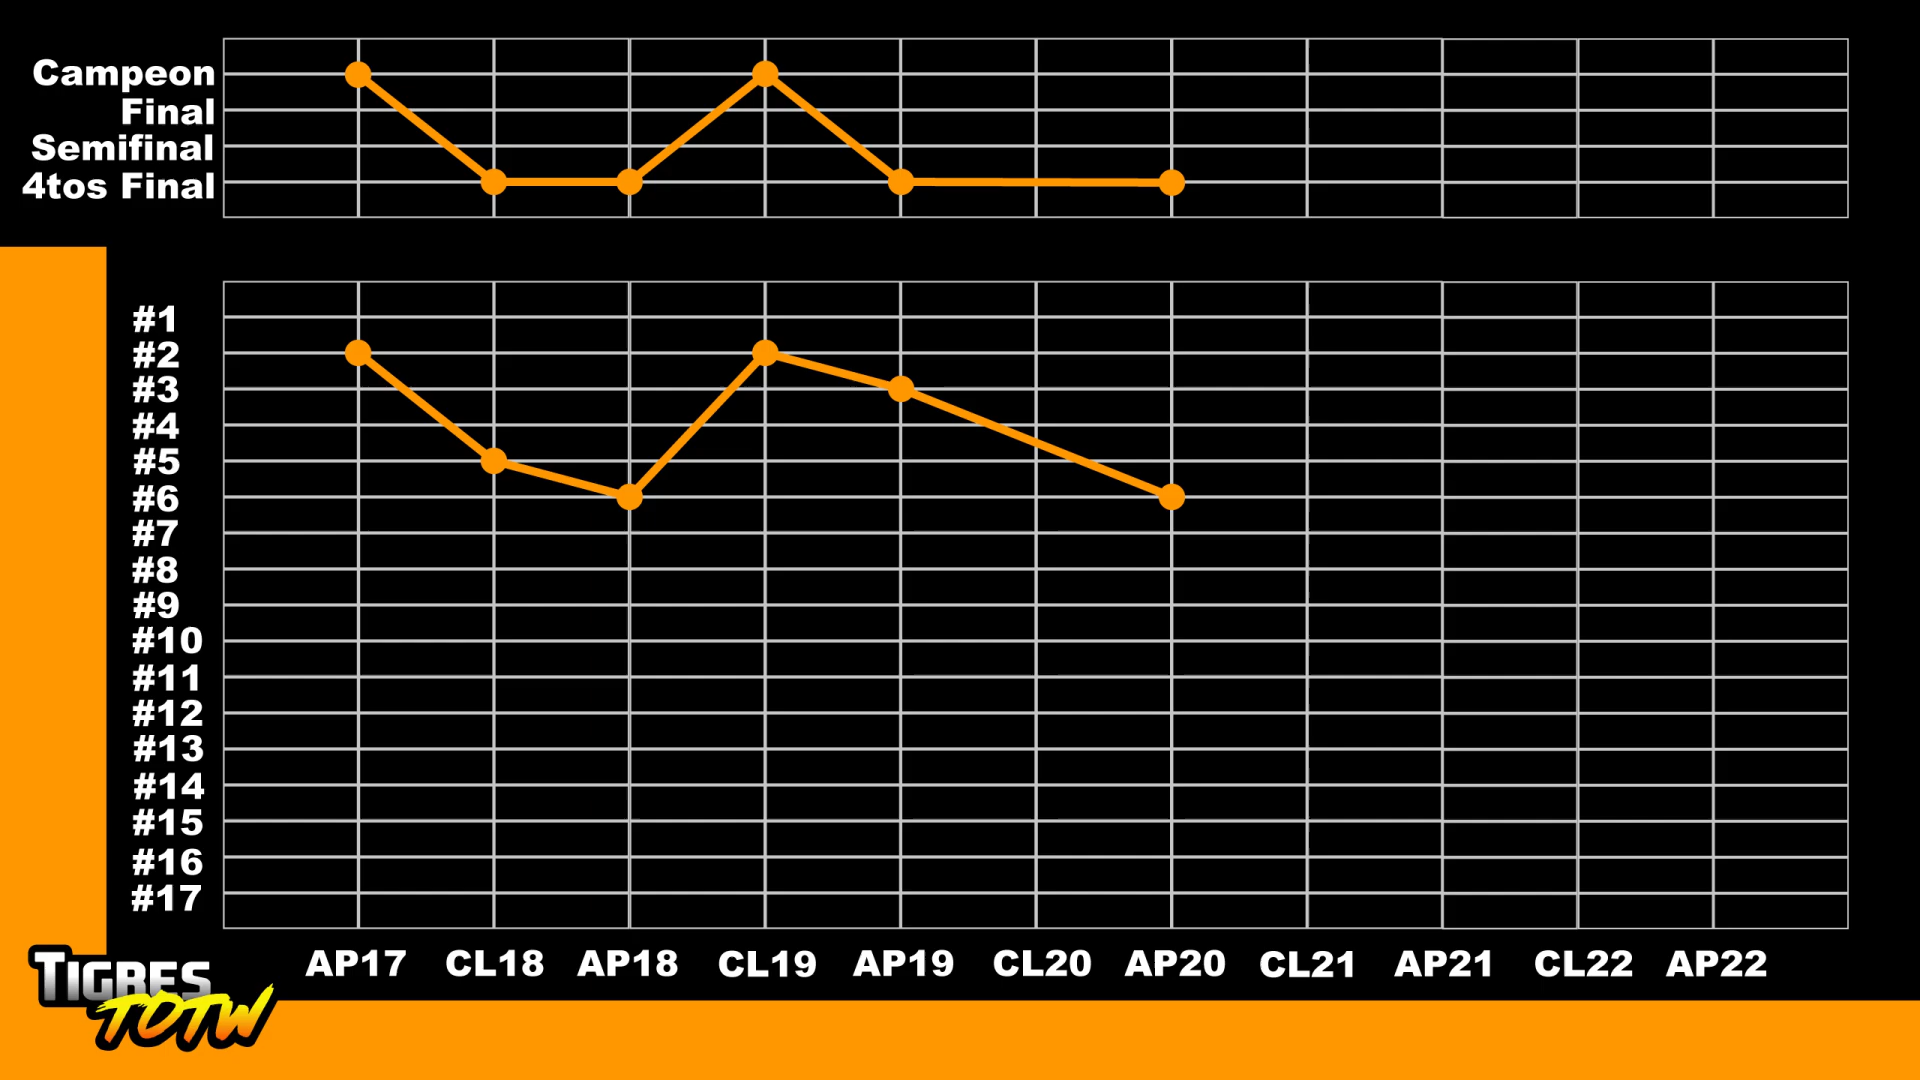 Campeon
Final
Semifinal
4tos Final
#1
#2
#3
#4
#5
#6
#7
#8
#9
#10
#11
#12
#13
#14
#15
#16
#17
AP17 CL18 AP18 CL19 AP19 CL20 AP20 CL21 AP21 CL22 AP22
TIGRES
TOTW